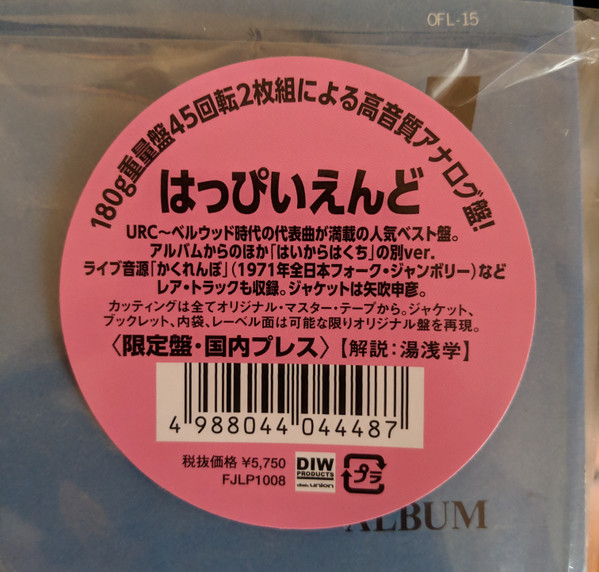 OFL-15
180g重量盤45回転2枚組による高音質アナログ盤!
はっぴいえんど
URC〜ベルウッド時代の代表曲が満載の人気ベスト盤。
アルバムからのほか「はいからはくち」の別ver.
ライブ音源「かくれんぼ」(1971年全日本フォーク・ジャンボリー)など
レア・トラックも収録。ジャケットは矢吹申彦。
カッティングは全てオリジナル・マスター・テープから。ジャケット、
ブックレット、内袋、レーベル面は可能な限りオリジナル盤を再現。
〈限定盤・国内プレス〉【解説:湯浅学】
4 988044 044487
税抜価格 ¥5,750
FJLP1008
DIW
PRODUCTS
disk union
プラ
ALBUM